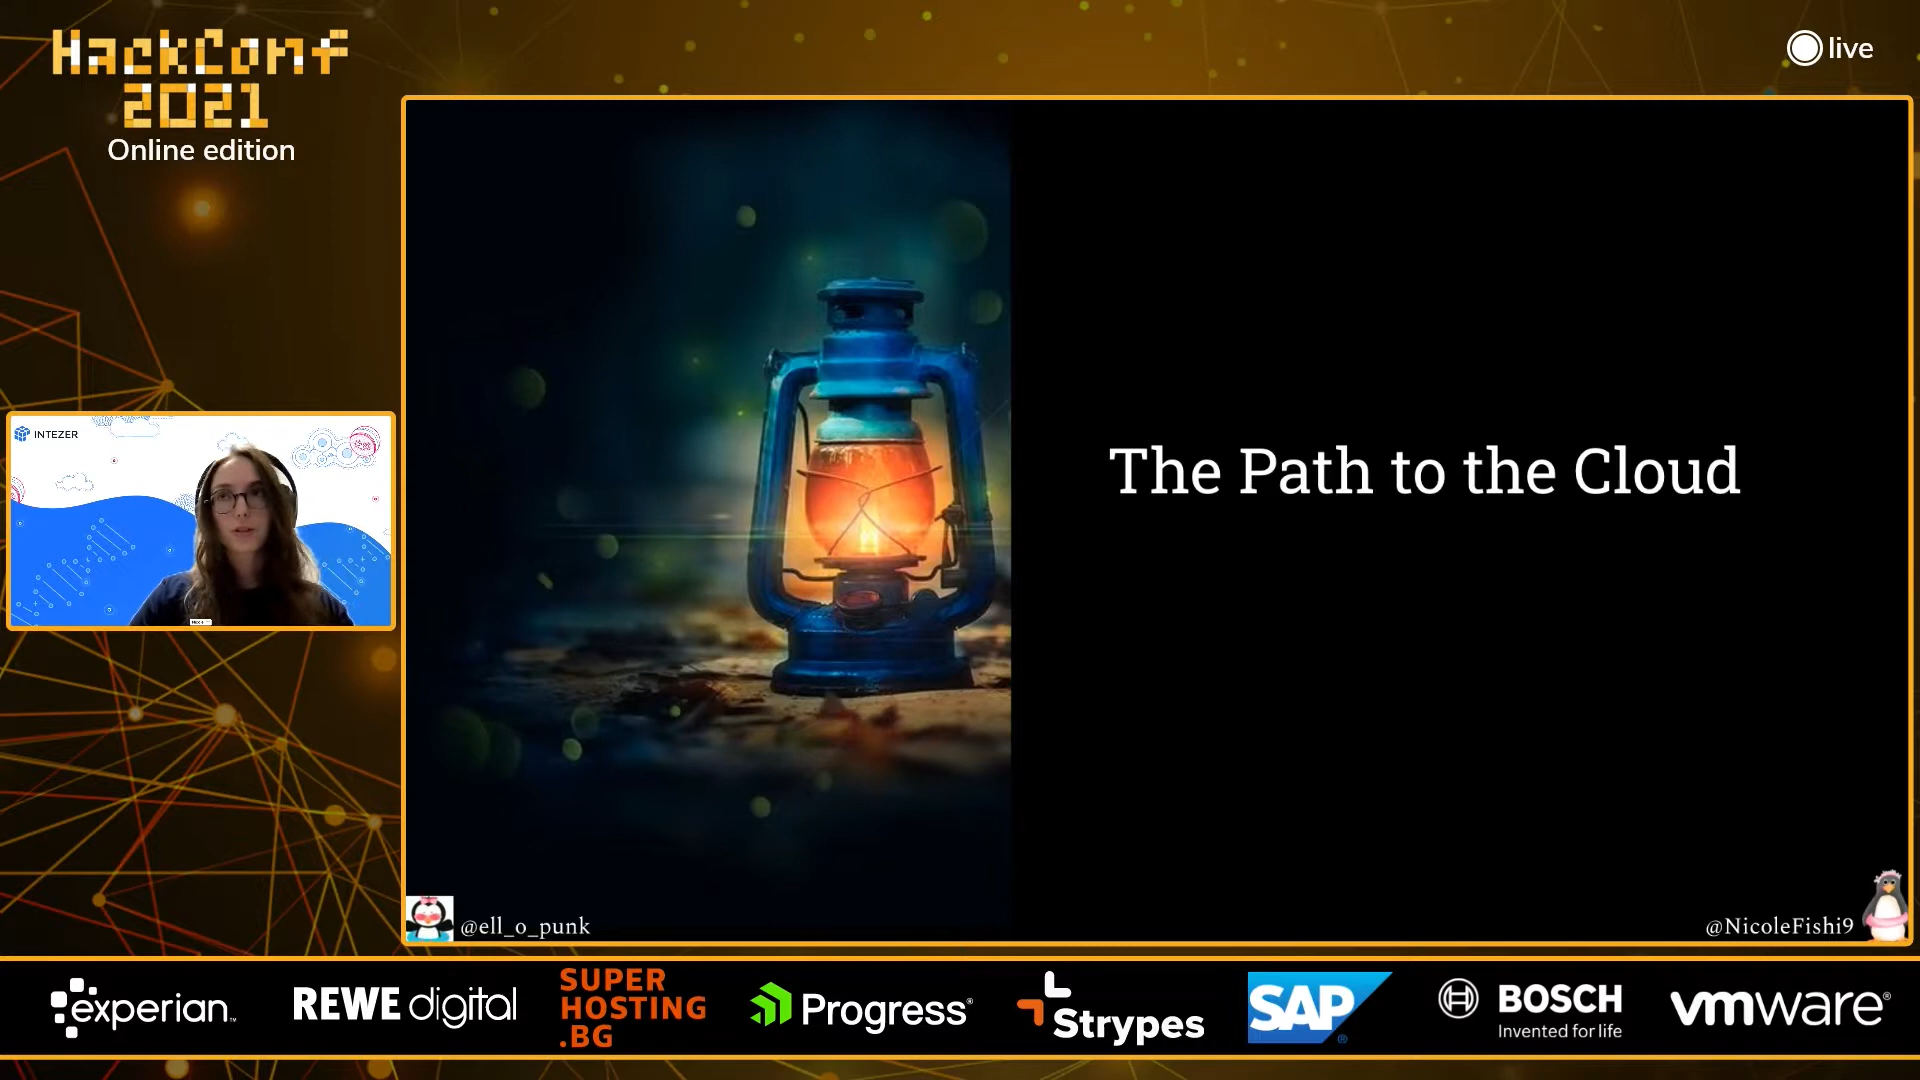 HackConf
2021
Online edition
live
INTEZER
The Path to the Cloud
@ell_o_punk
@NicoleFishi9
experian™
REWE digital
SUPER
HOSTING
.BG
Progress®
Strypes
SAP®
BOSCH
Invented for life
vmware®